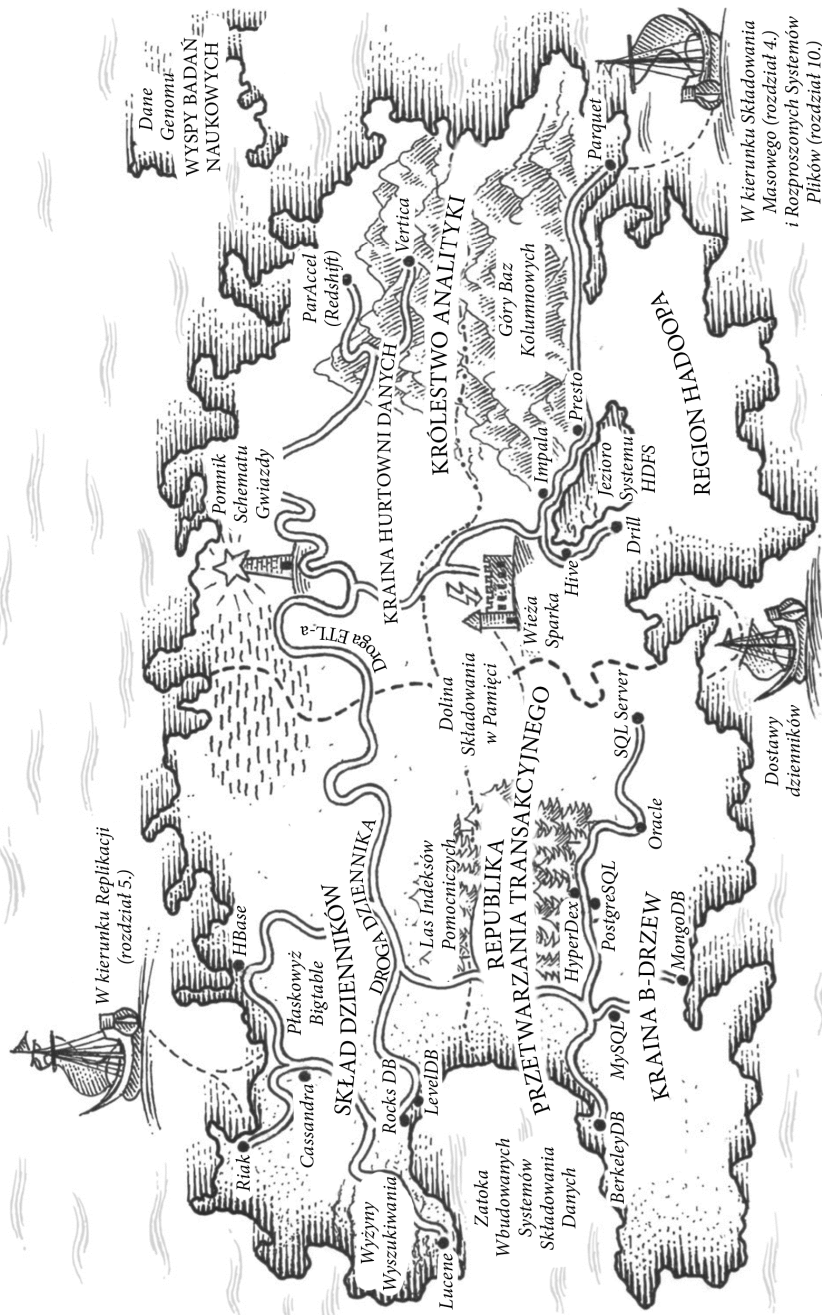 W kierunku Replikacji
(rozdział 5.)
Dane
Genomu
WYSPY BADAŃ
NAUKOWYCH
Riak
HBase
Cassandra
Płaskowyż
Bigtable
SKŁAD DZIENNIKÓW
DROGA DZIENNIKA
Pomnik
Schematu
Gwiazdy
ParAccel
(Redshift)
Vertica
Droga ETL-a
KRAINA HURTOWNI DANYCH
KRÓLESTWO ANALITYKI
Wyżyny
Wyszukiwania
Lucene
Rocks DB
LevelDB
Las Indeksów
Pomocniczych
Dolina
Składowania
w Pamięci
Góry Baz
Kolumnowych
Zatoka
Wbudowanych
Systemów
Składowania
Danych
REPUBLIKA
PRZETWARZANIA TRANSAKCYJNEGO
Wieża
Sparka
Impala
Presto
Parquet
Hive
Drill
Jezioro
Systemu
HDFS
REGION HADOOPA
BerkeleyDB
MySQL
HyperDex
PostgreSQL
Oracle
SQL Server
KRAINA B-DRZEW
MongoDB
Dostawy
dzienników
W kierunku Składowania
Masowego (rozdział 4.)
i Rozproszonych Systemów
Plików (rozdział 10.)